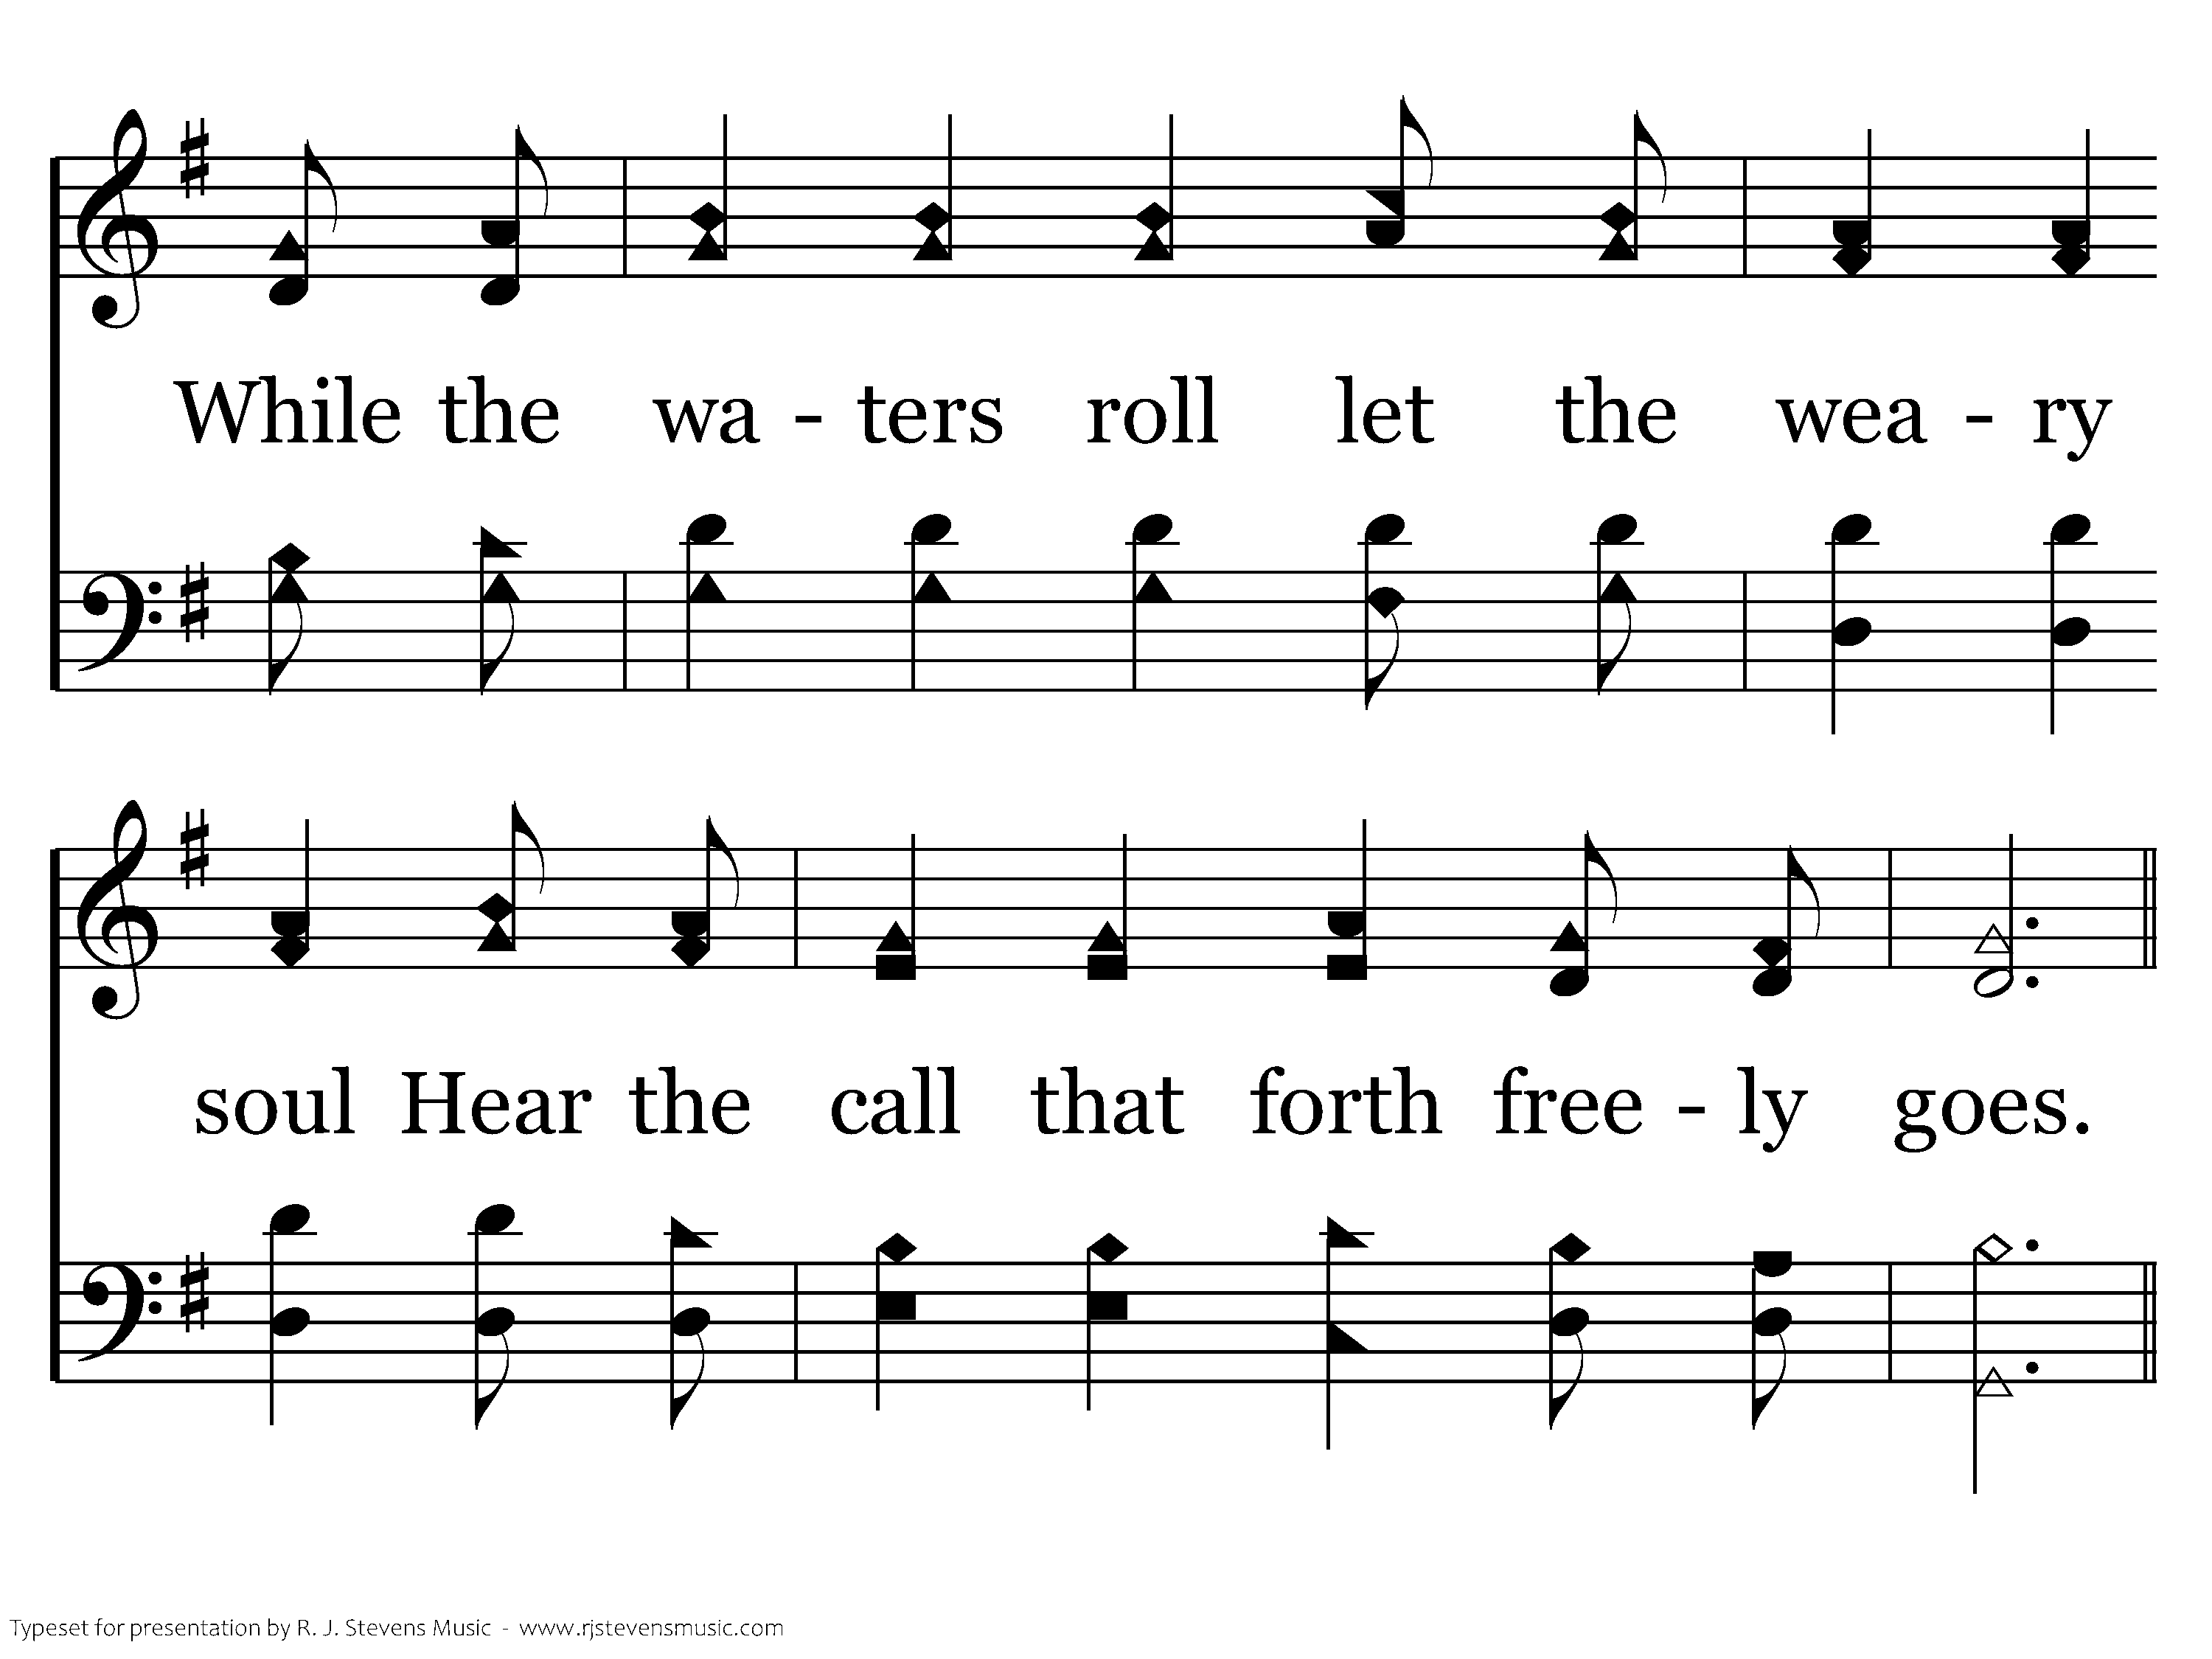 While the wa - ters roll let the wea - ry
soul Hear the call that forth free - ly goes.
Typeset for presentation by R. J. Stevens Music - www.rjstevensmusic.com